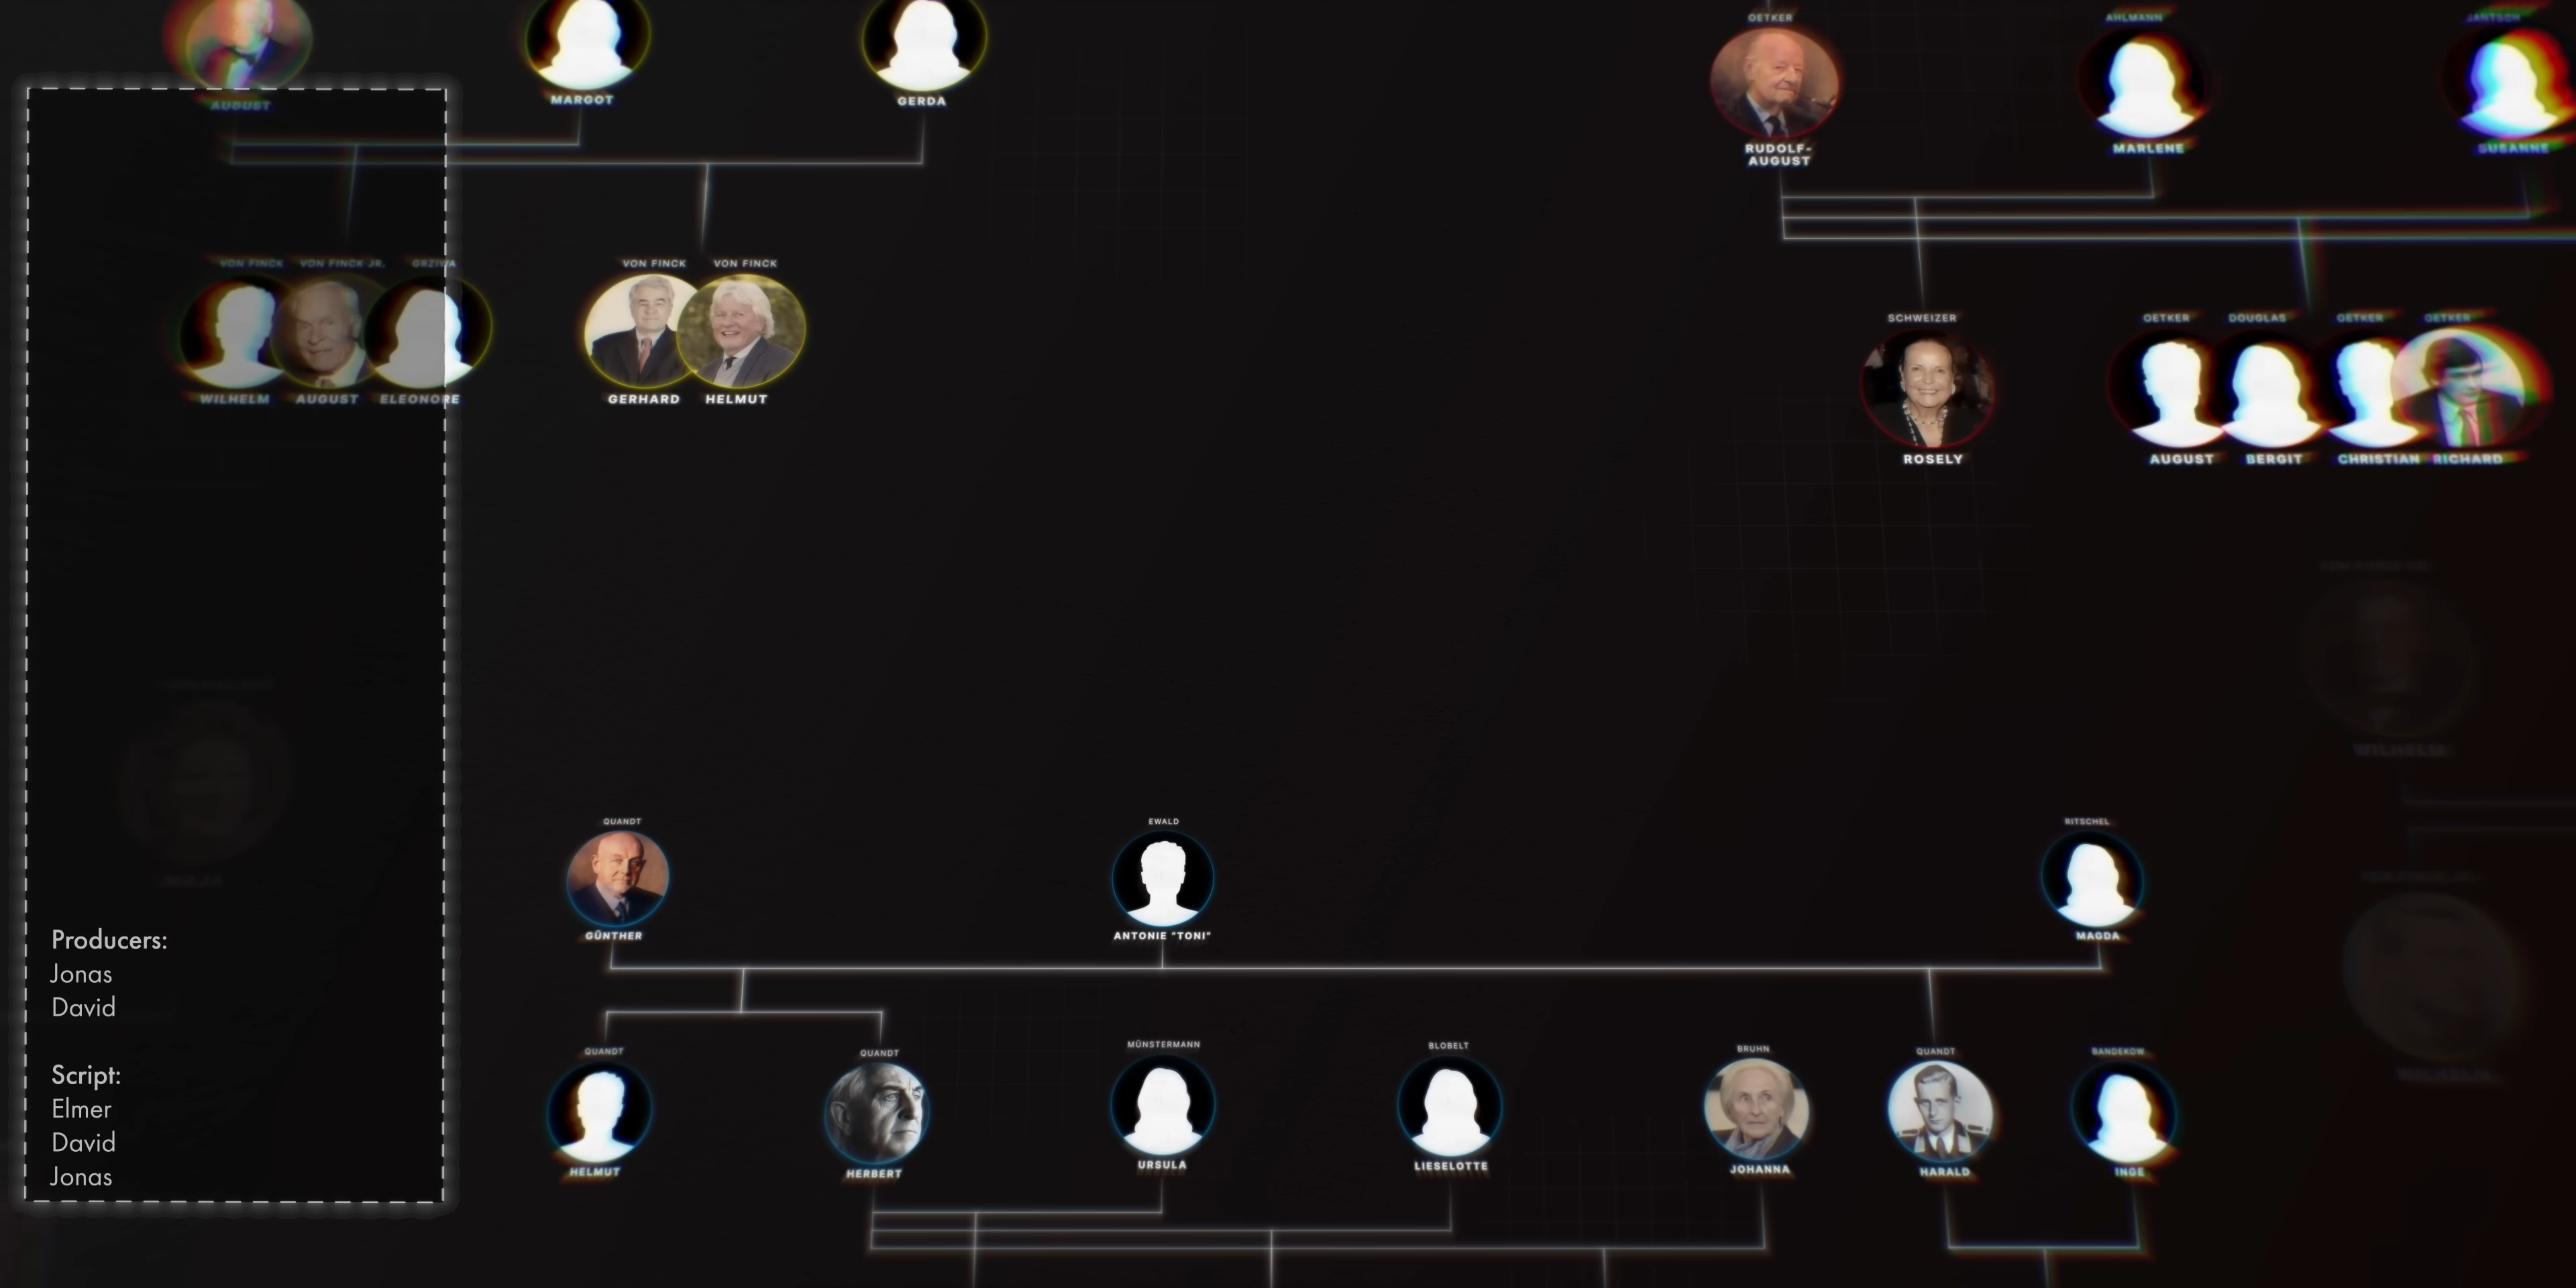 OETKER
AHLMANN
JANTSCH
AUGUST
MARGOT
GERDA
RUDOLF-
AUGUST
MARLENE
SUSANNE
VON FINCK
VON FINCK JR.
GRZIWA
VON FINCK
VON FINCK
WILHELM
AUGUST
ELEONORE
GERHARD
HELMUT
SCHWEIZER
OETKER
DOUGLAS
OETKER
OETKER
ROSELY
AUGUST
BERGIT
CHRISTIAN
RICHARD
WILHELM
QUANDT
EWALD
RITSCHEL
GÜNTHER
ANTONIE "TONI"
MAGDA
QUANDT
QUANDT
MÜNSTERMANN
BLOBELT
BRUHN
QUANDT
BANDEKOW
HELMUT
HERBERT
URSULA
LIESELOTTE
JOHANNA
HARALD
INGE
Producers:
Jonas
David
Script:
Elmer
David
Jonas